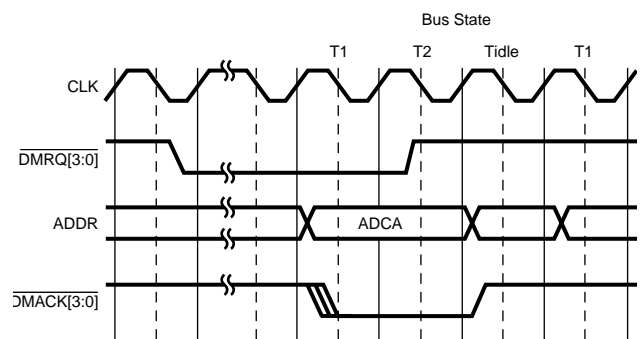 Bus State
T1 T2 Tidle T1
CLK
DMRQ[3:0]
ADDR ADCA
DMACK[3:0]